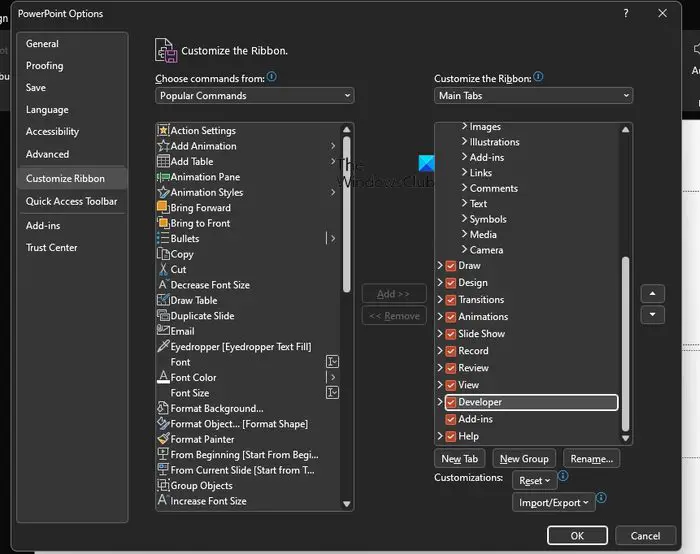 PowerPoint Options
?
General
Proofing
Save
Language
Accessibility
Advanced
Customize Ribbon
Quick Access Toolbar
Add-ins
Trust Center
Customize the Ribbon.
Choose commands from:
Popular Commands
Action Settings
Add Animation
Add Table
Animation Pane
Animation Styles
Bring Forward
Bring to Front
Bullets
Copy
Cut
Decrease Font Size
Draw Table
Duplicate Slide
Email
Eyedropper [Eyedropper Text Fill]
Font
Font Color
Font Size
Format Background...
Format Object... [Format Shape]
Format Painter
From Beginning [Start From Begi...
From Current Slide [Start from T...
Group Objects
Increase Font Size
Add >>
<< Remove
Customize the Ribbon:
Main Tabs
Images
Illustrations
Add-ins
Links
Comments
Text
Symbols
Media
Camera
Draw
Design
Transitions
Animations
Slide Show
Record
Review
View
Developer
Add-ins
Help
New Tab
New Group
Rename...
Customizations:
Reset
Import/Export
OK
Cancel
The
WindowsClub